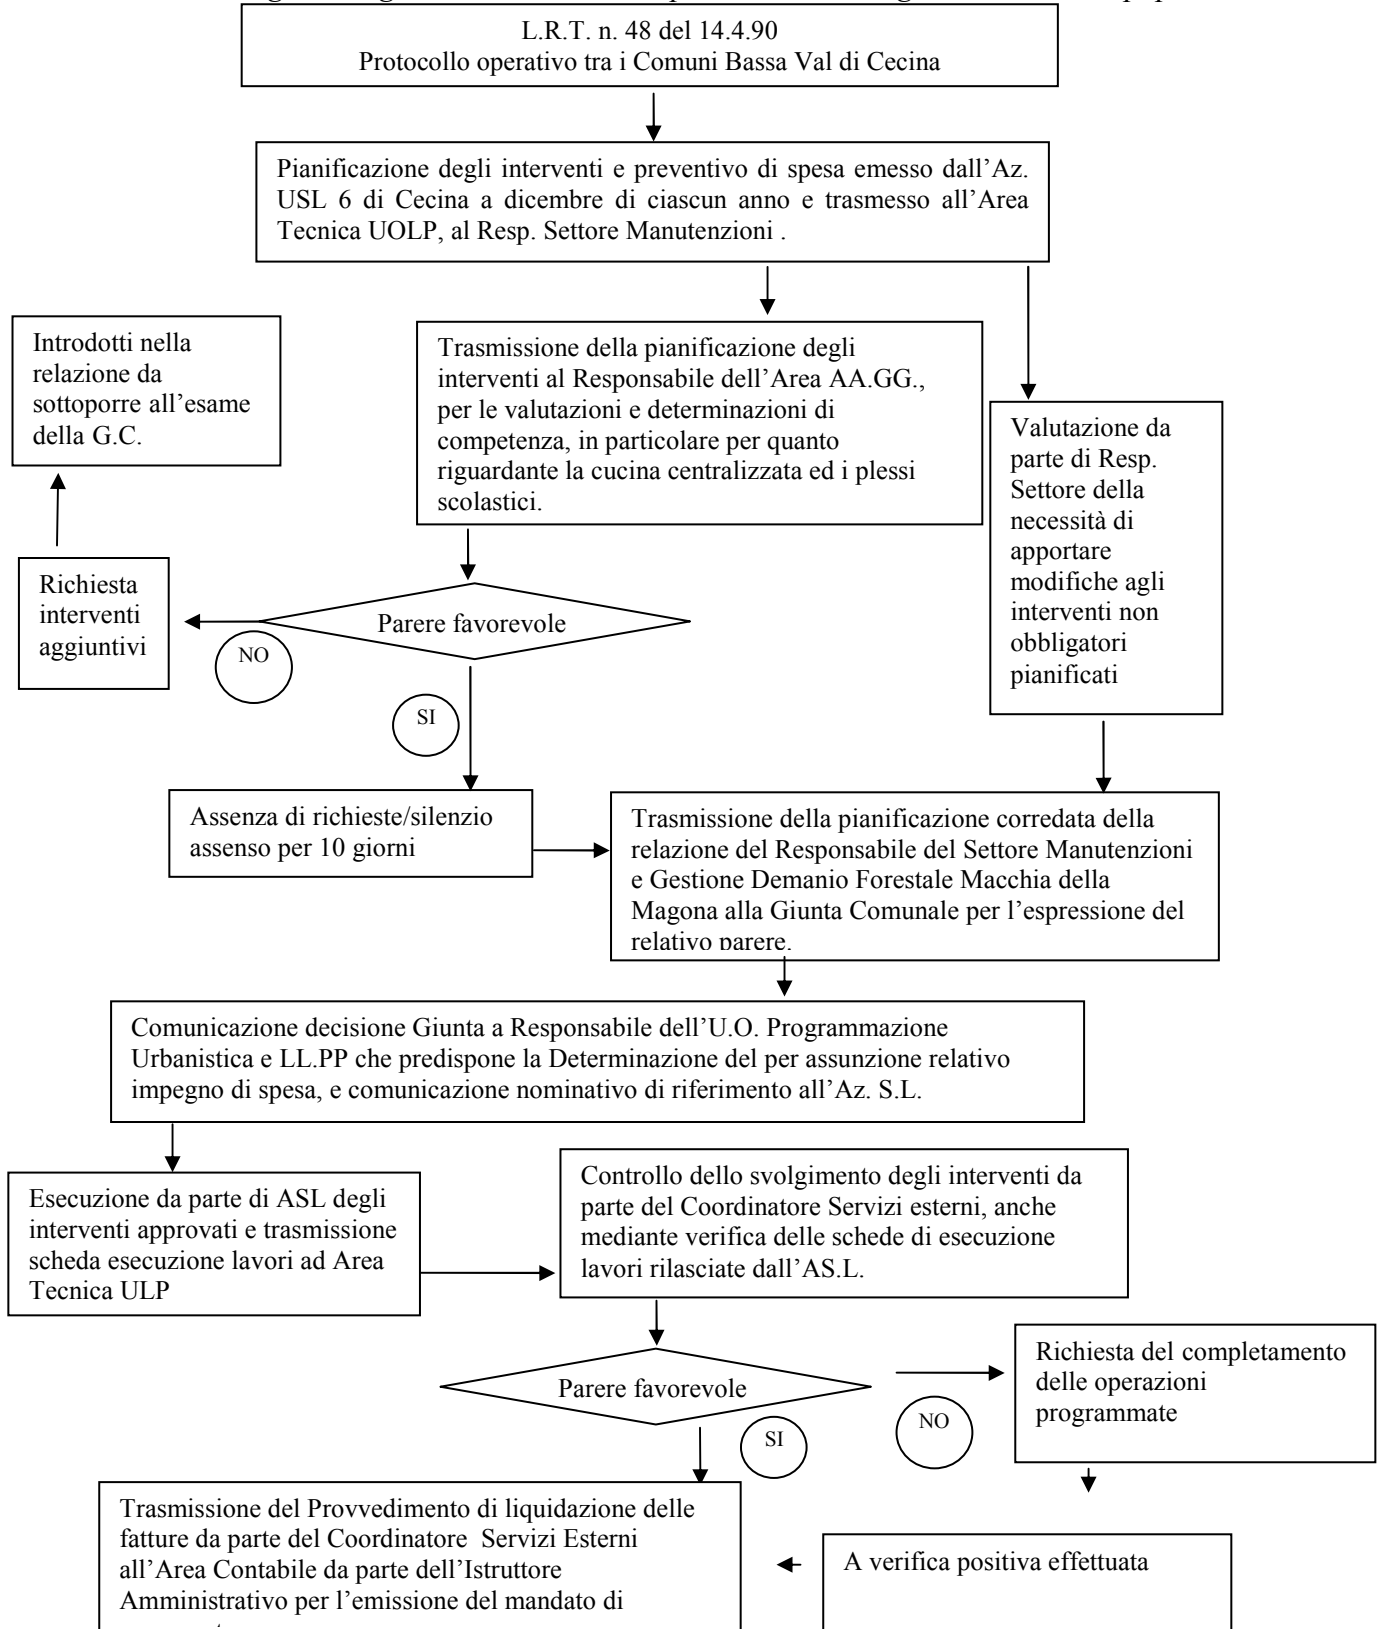 L.R.T. n. 48 del 14.4.90
Protocollo operativo tra i Comuni Bassa Val di Cecina
Pianificazione degli interventi e preventivo di spesa emesso dall’Az.
USL 6 di Cecina a dicembre di ciascun anno e trasmesso all’Area
Tecnica UOLP, al Resp. Settore Manutenzioni .
Introdotti nella
relazione da
sottoporre all’esame
della G.C.
Trasmissione della pianificazione degli
interventi al Responsabile dell’Area AA.GG.,
per le valutazioni e determinazioni di
competenza, in particolare per quanto
riguardante la cucina centralizzata ed i plessi
scolastici.
Valutazione da
parte di Resp.
Settore della
necessità di
apportare
modifiche agli
interventi non
obbligatori
pianificati
Richiesta
interventi
aggiuntivi
Parere favorevole
NO
SI
Assenza di richieste/silenzio
assenso per 10 giorni
Trasmissione della pianificazione corredata della
relazione del Responsabile del Settore Manutenzioni
e Gestione Demanio Forestale Macchia della
Magona alla Giunta Comunale per l’espressione del
relativo parere.
Comunicazione decisione Giunta a Responsabile dell’U.O. Programmazione
Urbanistica e LL.PP che predispone la Determinazione del per assunzione relativo
impegno di spesa, e comunicazione nominativo di riferimento all’Az. S.L.
Esecuzione da parte di ASL degli
interventi approvati e trasmissione
scheda esecuzione lavori ad Area
Tecnica ULP
Controllo dello svolgimento degli interventi da
parte del Coordinatore Servizi esterni, anche
mediante verifica delle schede di esecuzione
lavori rilasciate dall’AS.L.
Parere favorevole
SI
NO
Richiesta del completamento
delle operazioni
programmate
Trasmissione del Provvedimento di liquidazione delle
fatture da parte del Coordinatore  Servizi Esterni
all’Area Contabile da parte dell’Istruttore
Amministrativo per l’emissione del mandato di
A verifica positiva effettuata